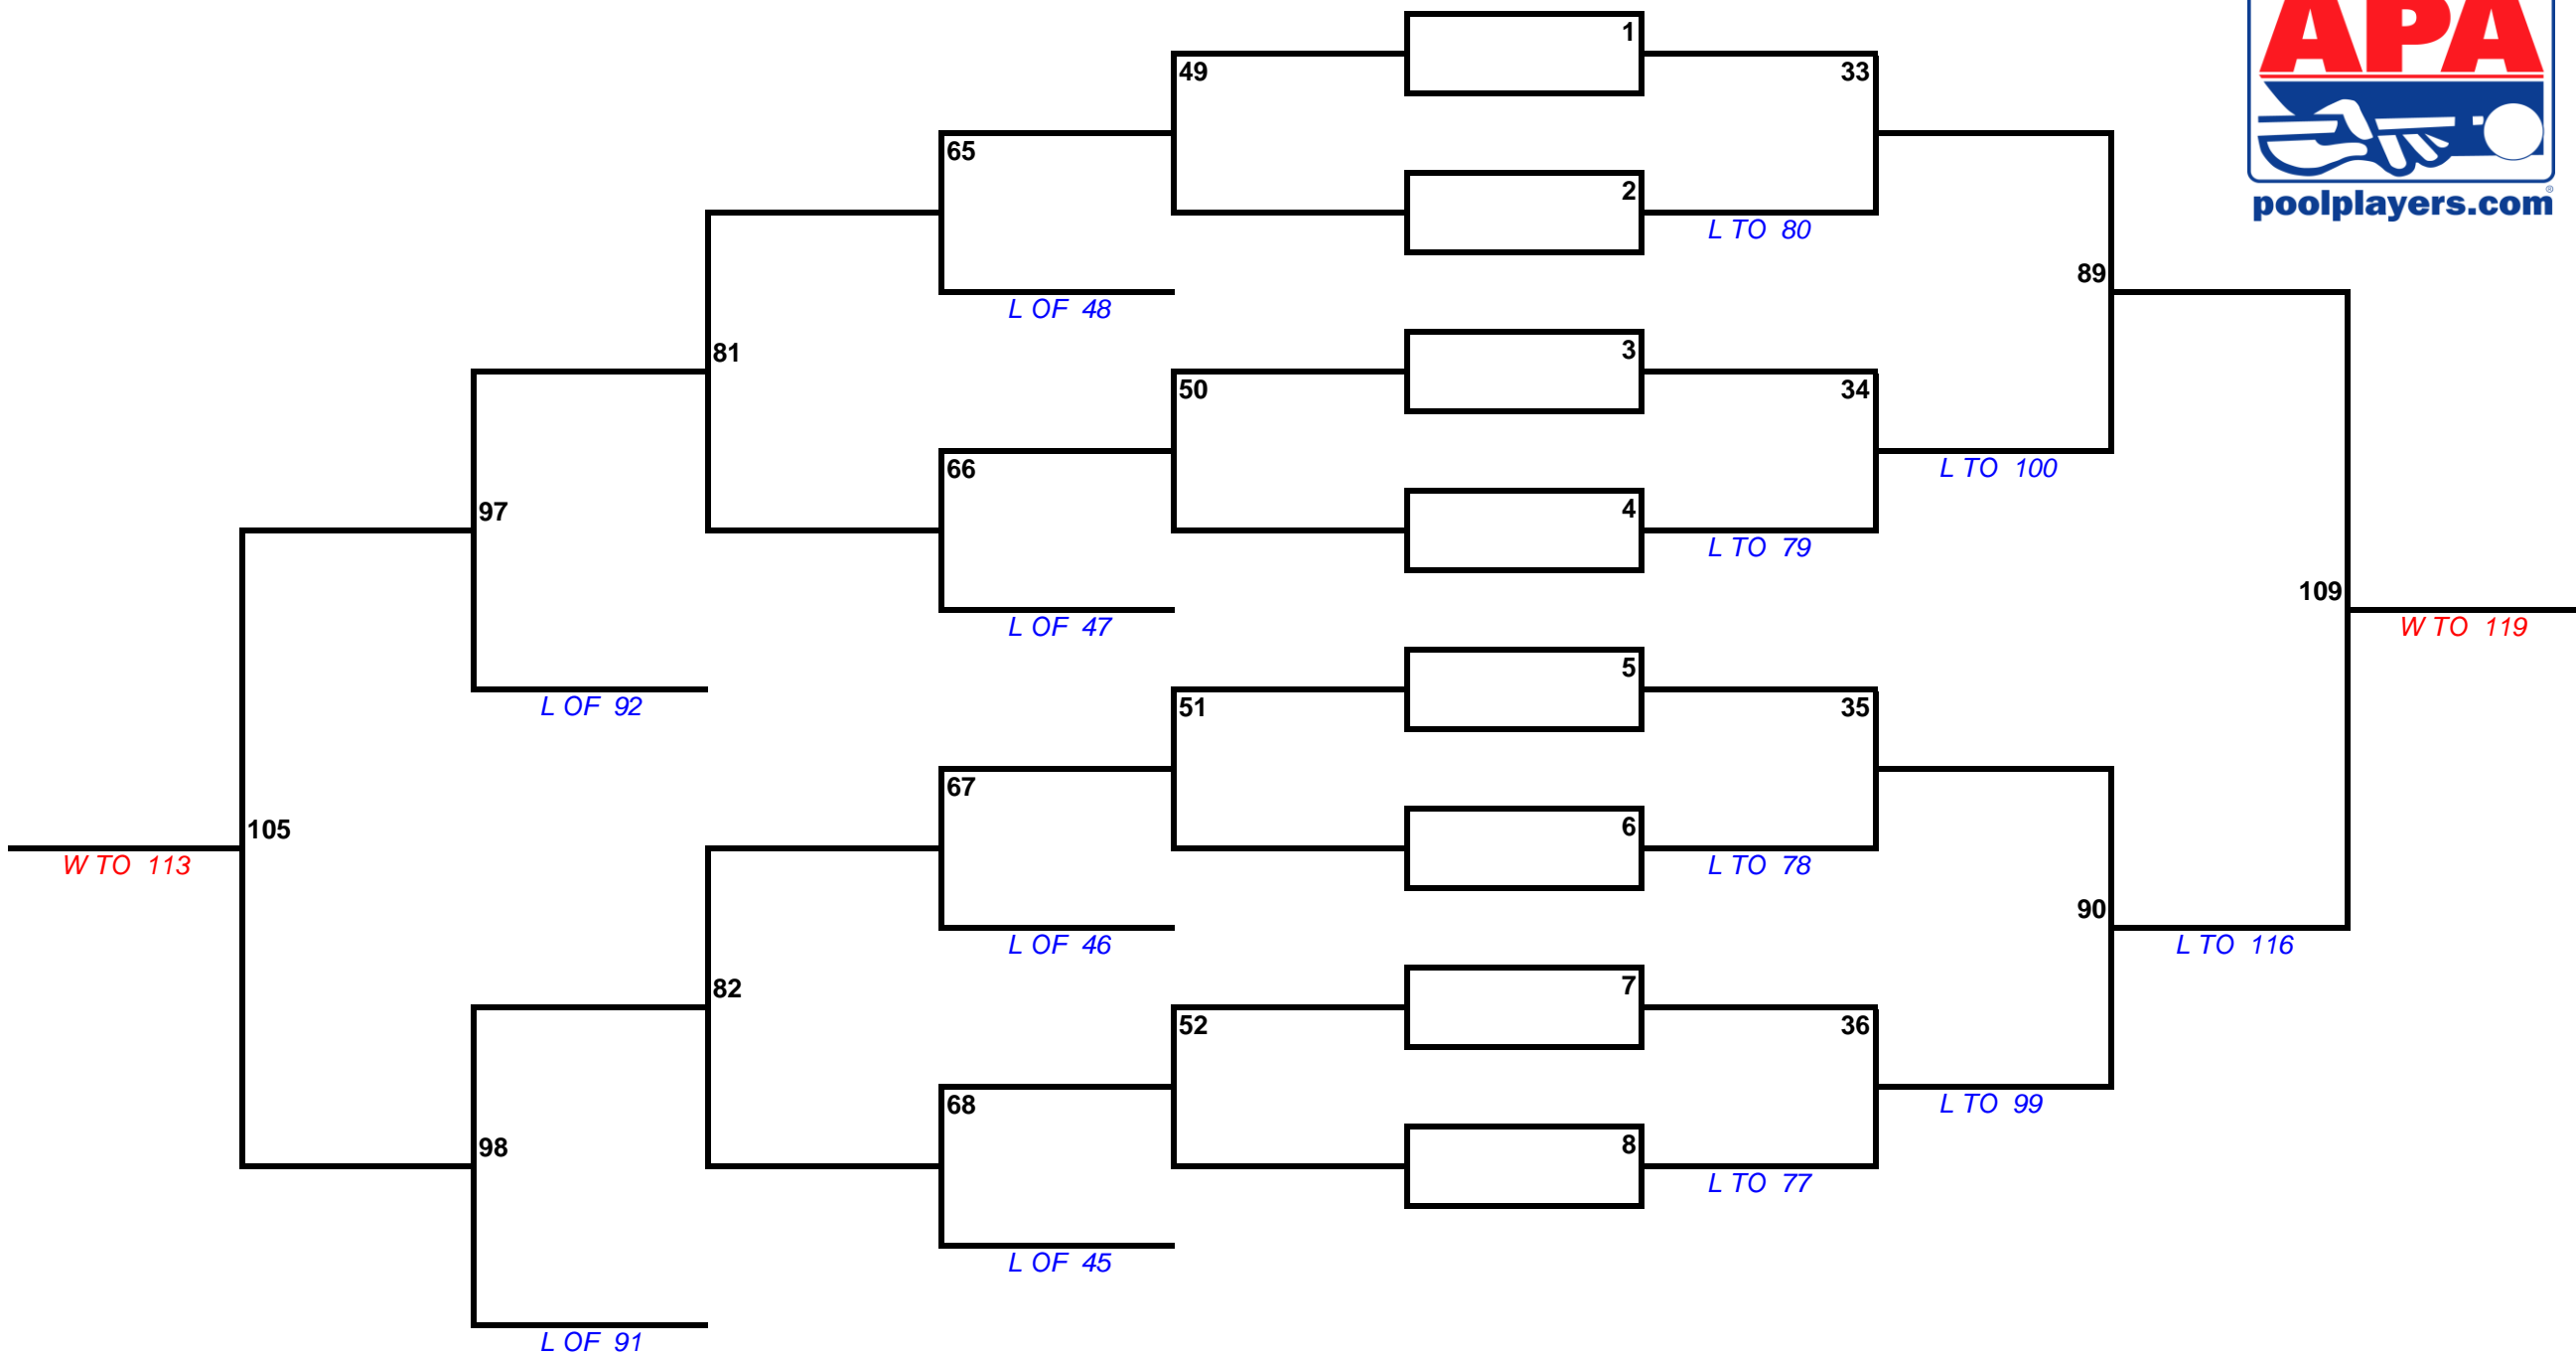 APA
poolplayers.com®
1
49
33
65
2
L TO 80
89
L OF 48
3
81
50
34
66
L TO 100
4
97
L TO 79
109
L OF 47
W TO 119
5
L OF 92
51
35
67
6
105
W TO 113
L TO 78
90
L OF 46
L TO 116
7
82
52
36
68
L TO 99
8
98
L TO 77
L OF 45
L OF 91